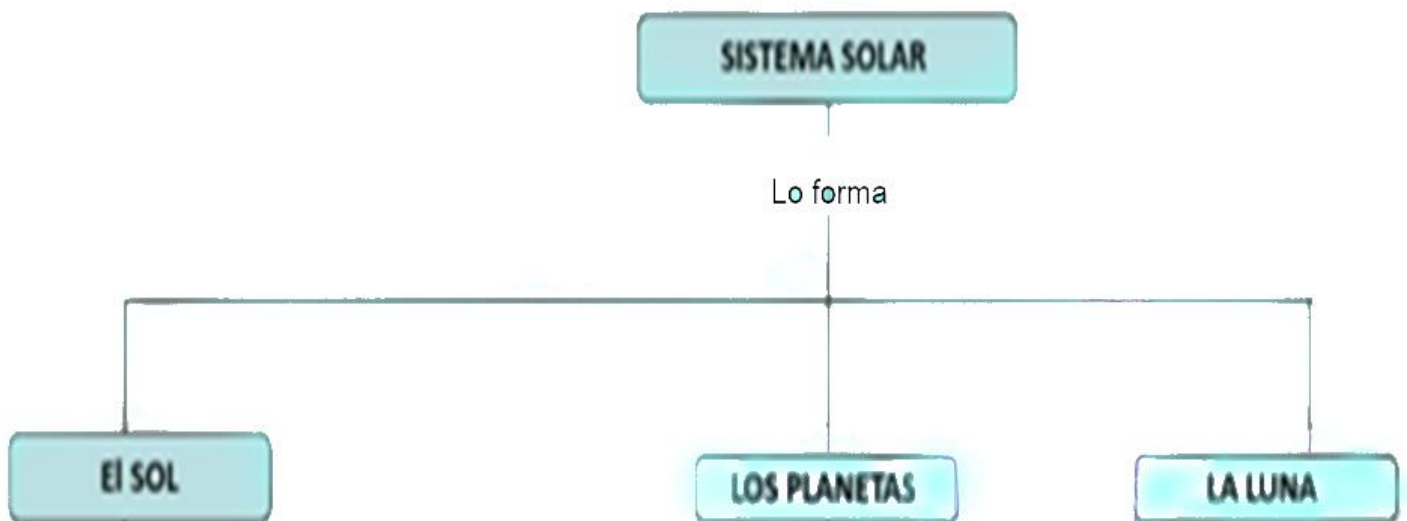 SISTEMA SOLAR
Lo forma
El SOL
LOS PLANETAS
LA LUNA